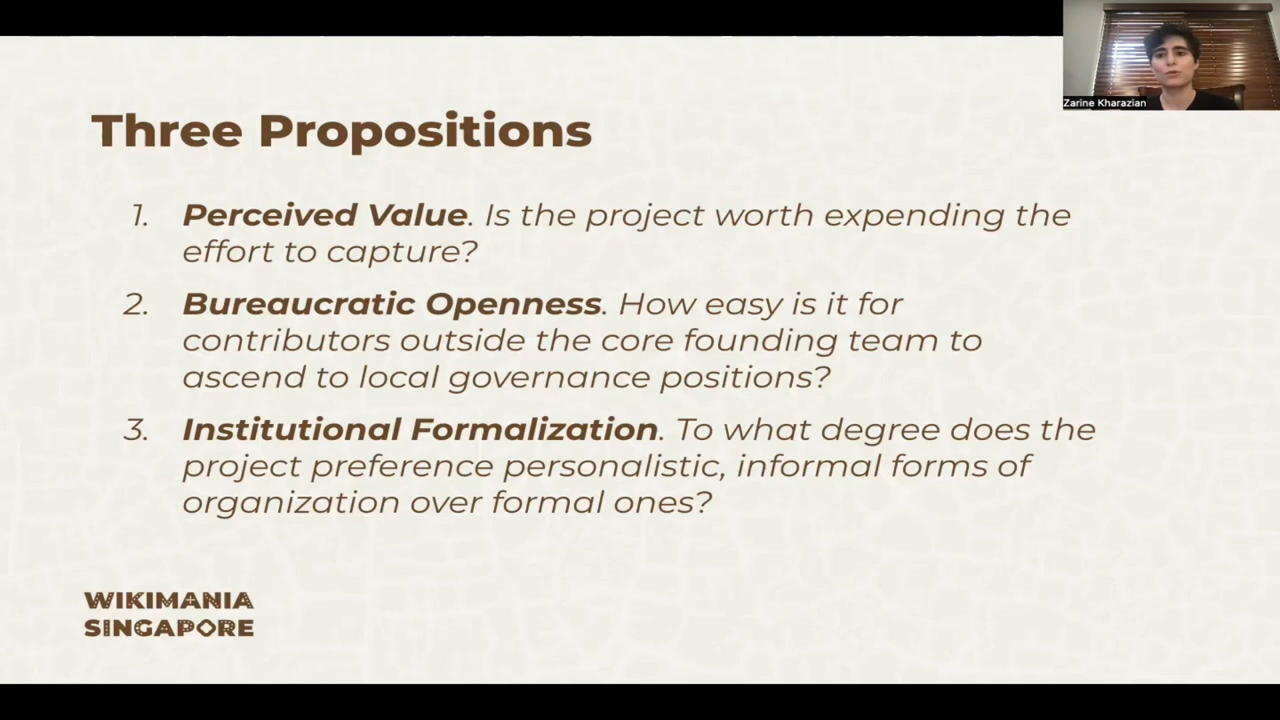 Zarine Kharazian
Three Propositions
1. Perceived Value. Is the project worth expending the
effort to capture?
2. Bureaucratic Openness. How easy is it for
contributors outside the core founding team to
ascend to local governance positions?
3. Institutional Formalization. To what degree does the
project preference personalistic, informal forms of
organization over formal ones?
WIKIMANIA
SINGAPORE